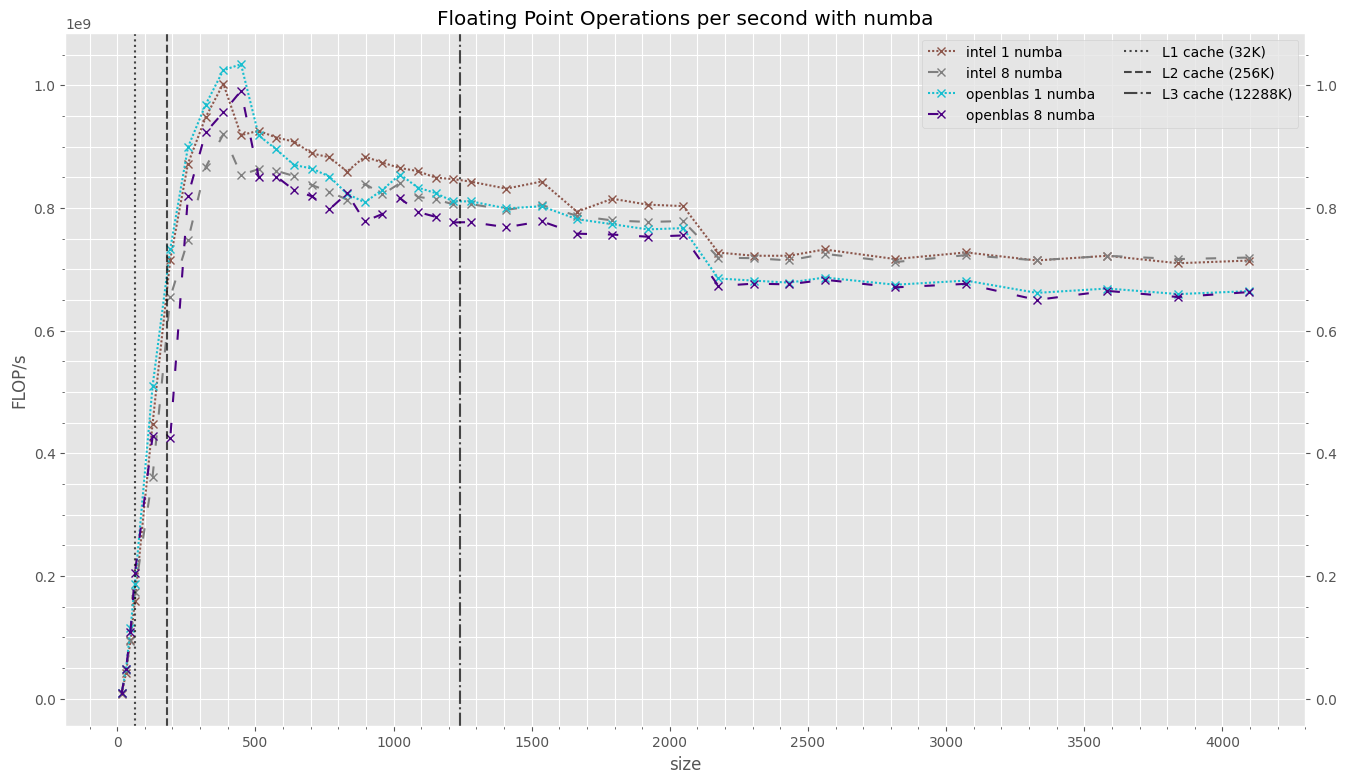 Floating Point Operations per second with numba
1e9
intel 1 numba
intel 8 numba
openblas 1 numba
openblas 8 numba
L1 cache (32K)
L2 cache (256K)
L3 cache (12288K)
1.0
0.8
0.6
0.4
0.2
0.0
FLOP/s
1.0
0.8
0.6
0.4
0.2
0.0
0 500 1000 1500 2000 2500 3000 3500 4000
size